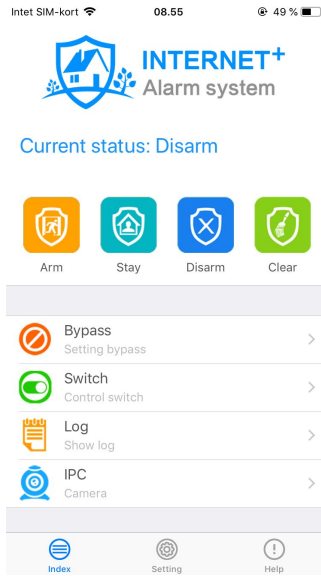 Intet SIM-kort 08.55 49 %
INTERNET+
Alarm system
Current status: Disarm
Arm Stay Disarm Clear
Bypass
Setting bypass
Switch
Control switch
Log
Show log
IPC
Camera
Index Setting Help